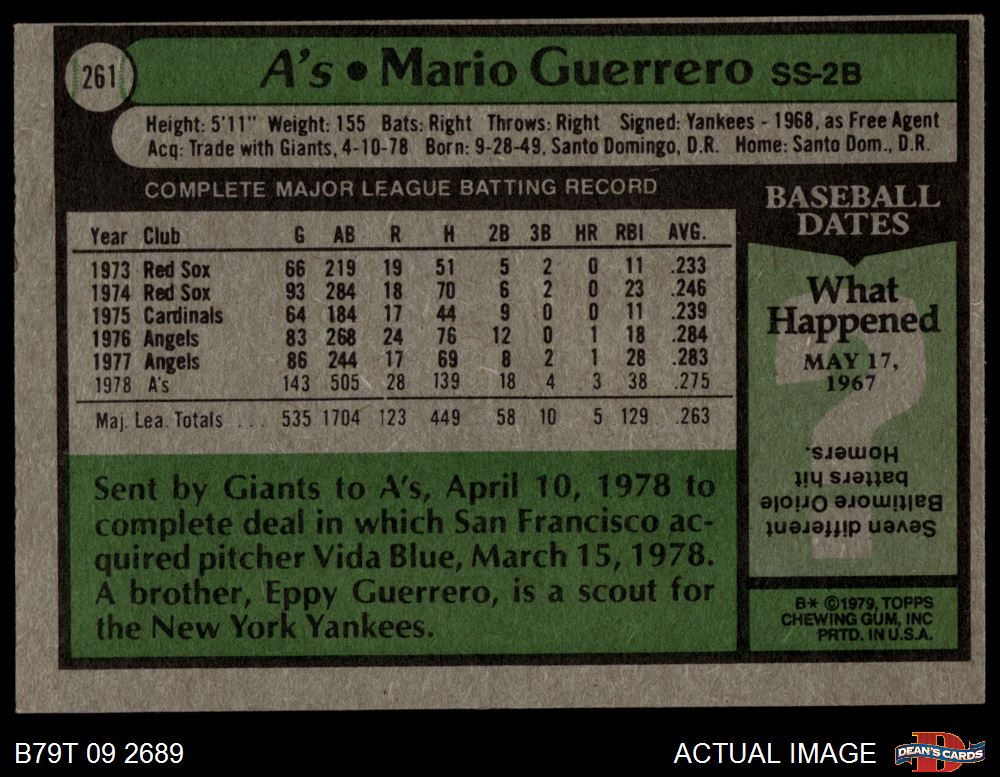 261
A's • Mario Guerrero SS-2B
Height: 5'11" Weight: 155 Bats: Right Throws: Right Signed: Yankees - 1968, as Free Agent
Acq: Trade with Giants, 4-10-78 Born: 9-28-49, Santo Domingo, D.R. Home: Santo Dom., D.R.
COMPLETE MAJOR LEAGUE BATTING RECORD
Year Club G AB R H 2B 3B HR RBI AVG.
1973 Red Sox 66 219 19 51 5 2 0 11 .233
1974 Red Sox 93 284 18 70 6 2 0 23 .246
1975 Cardinals 64 184 17 44 9 0 0 11 .239
1976 Angels 83 268 24 76 12 0 1 18 .284
1977 Angels 86 244 17 69 8 2 1 28 .283
1978 A's 143 505 28 139 18 4 3 38 .275
Maj. Lea. Totals . . . 535 1704 123 449 58 10 5 129 .263
Sent by Giants to A's, April 10, 1978 to
complete deal in which San Francisco ac-
quired pitcher Vida Blue, March 15, 1978.
A brother, Eppy Guerrero, is a scout for
the New York Yankees.
BASEBALL
DATES
What
Happened
MAY 17,
1967
?
Seven different
Baltimore Oriole
batters hit
Homers.
B* ©1979, TOPPS
CHEWING GUM, INC
PRTD. IN U.S.A.
B79T 09 2689
ACTUAL IMAGE
D
DEAN'S CARDS